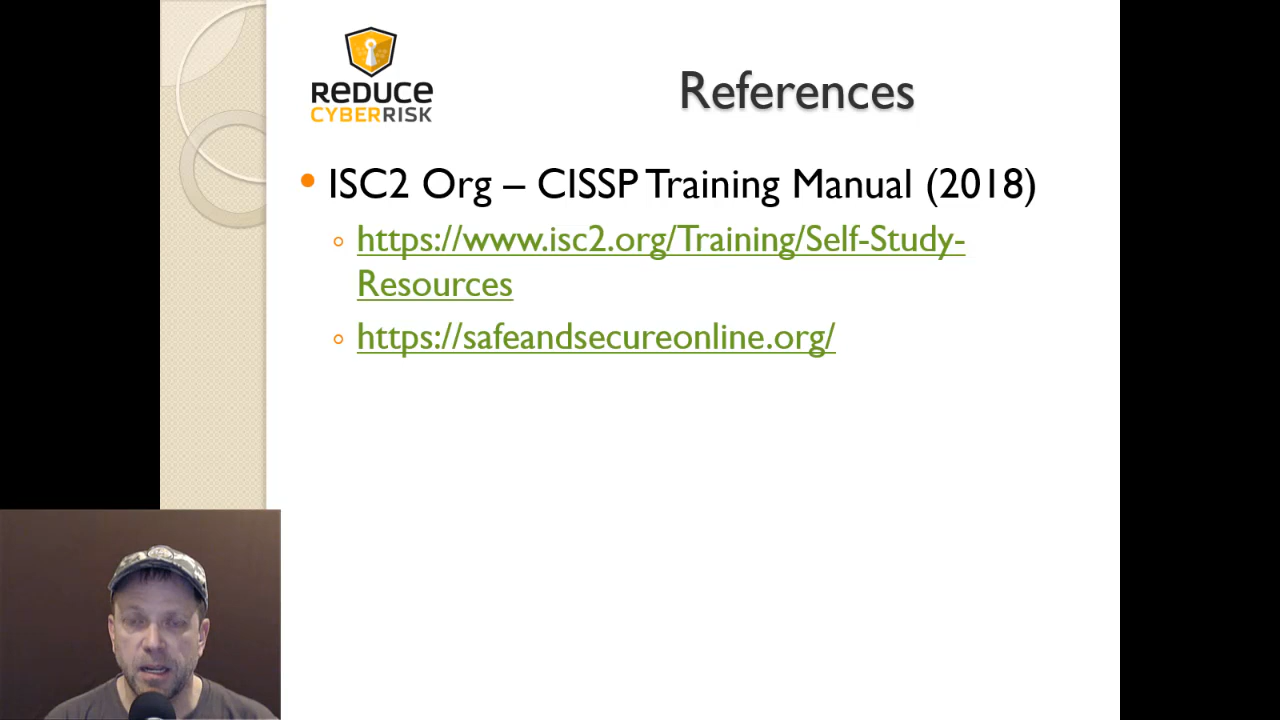 REDUCE
CYBERRISK
References
ISC2 Org – CISSP Training Manual (2018)
https://www.isc2.org/Training/Self-Study-
Resources
https://safeandsecureonline.org/